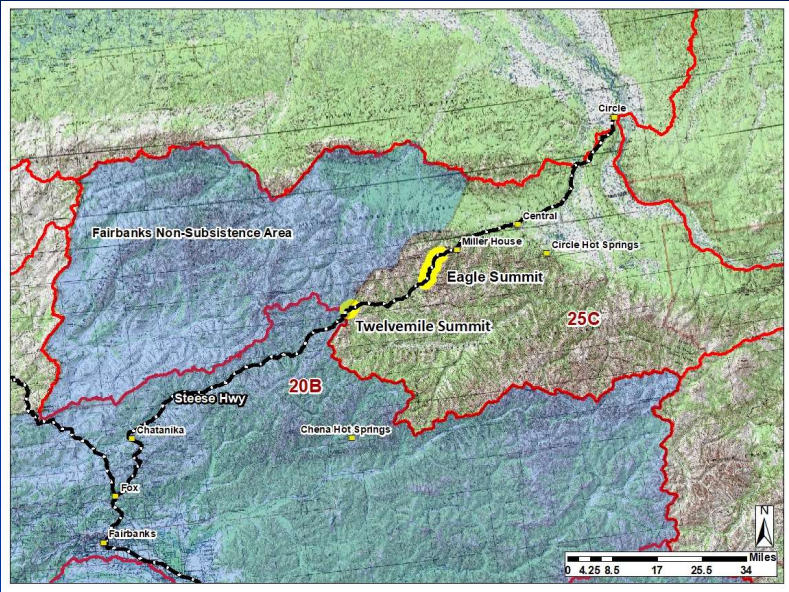 Circle
Fairbanks Non-Subsistence Area
Central
Miller House
Circle Hot Springs
Eagle Summit
25C
Twelvemile Summit
20B
Steese Hwy
Chatanika
Chena Hot Springs
Fox
Fairbanks
N
Miles
0 4.25 8.5 17 25.5 34